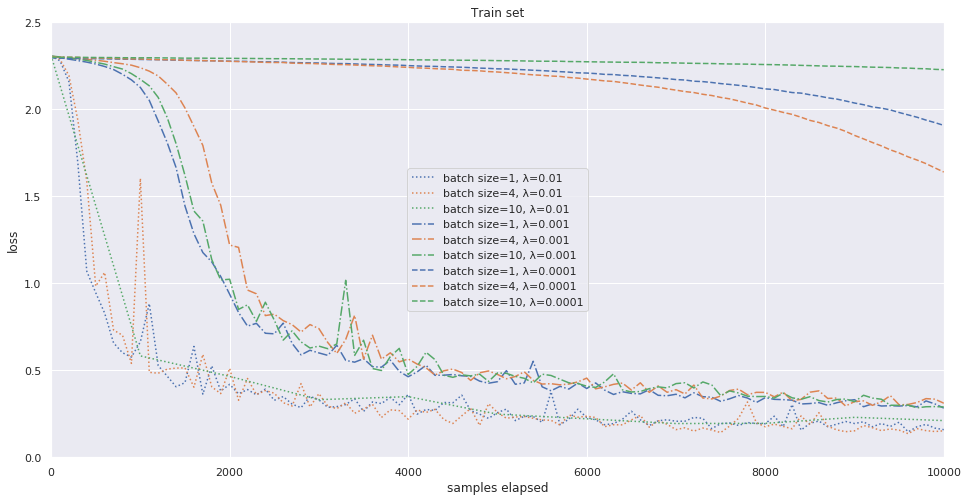 Train set
2.5
2.0
1.5
1.0
0.5
0.0
loss
batch size=1, λ=0.01
batch size=4, λ=0.01
batch size=10, λ=0.01
batch size=1, λ=0.001
batch size=4, λ=0.001
batch size=10, λ=0.001
batch size=1, λ=0.0001
batch size=4, λ=0.0001
batch size=10, λ=0.0001
0 2000 4000 6000 8000 10000
samples elapsed